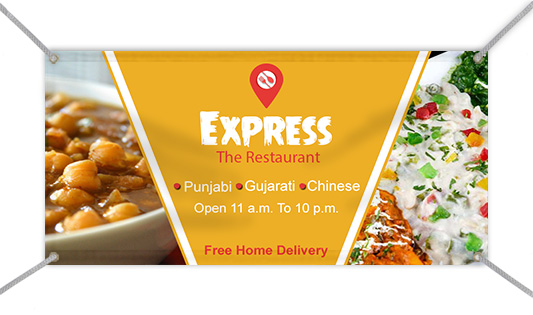 EXPRESS
The Restaurant
Punjabi Gujarati Chinese
Open 11 a.m. To 10 p.m.
Free Home Delivery